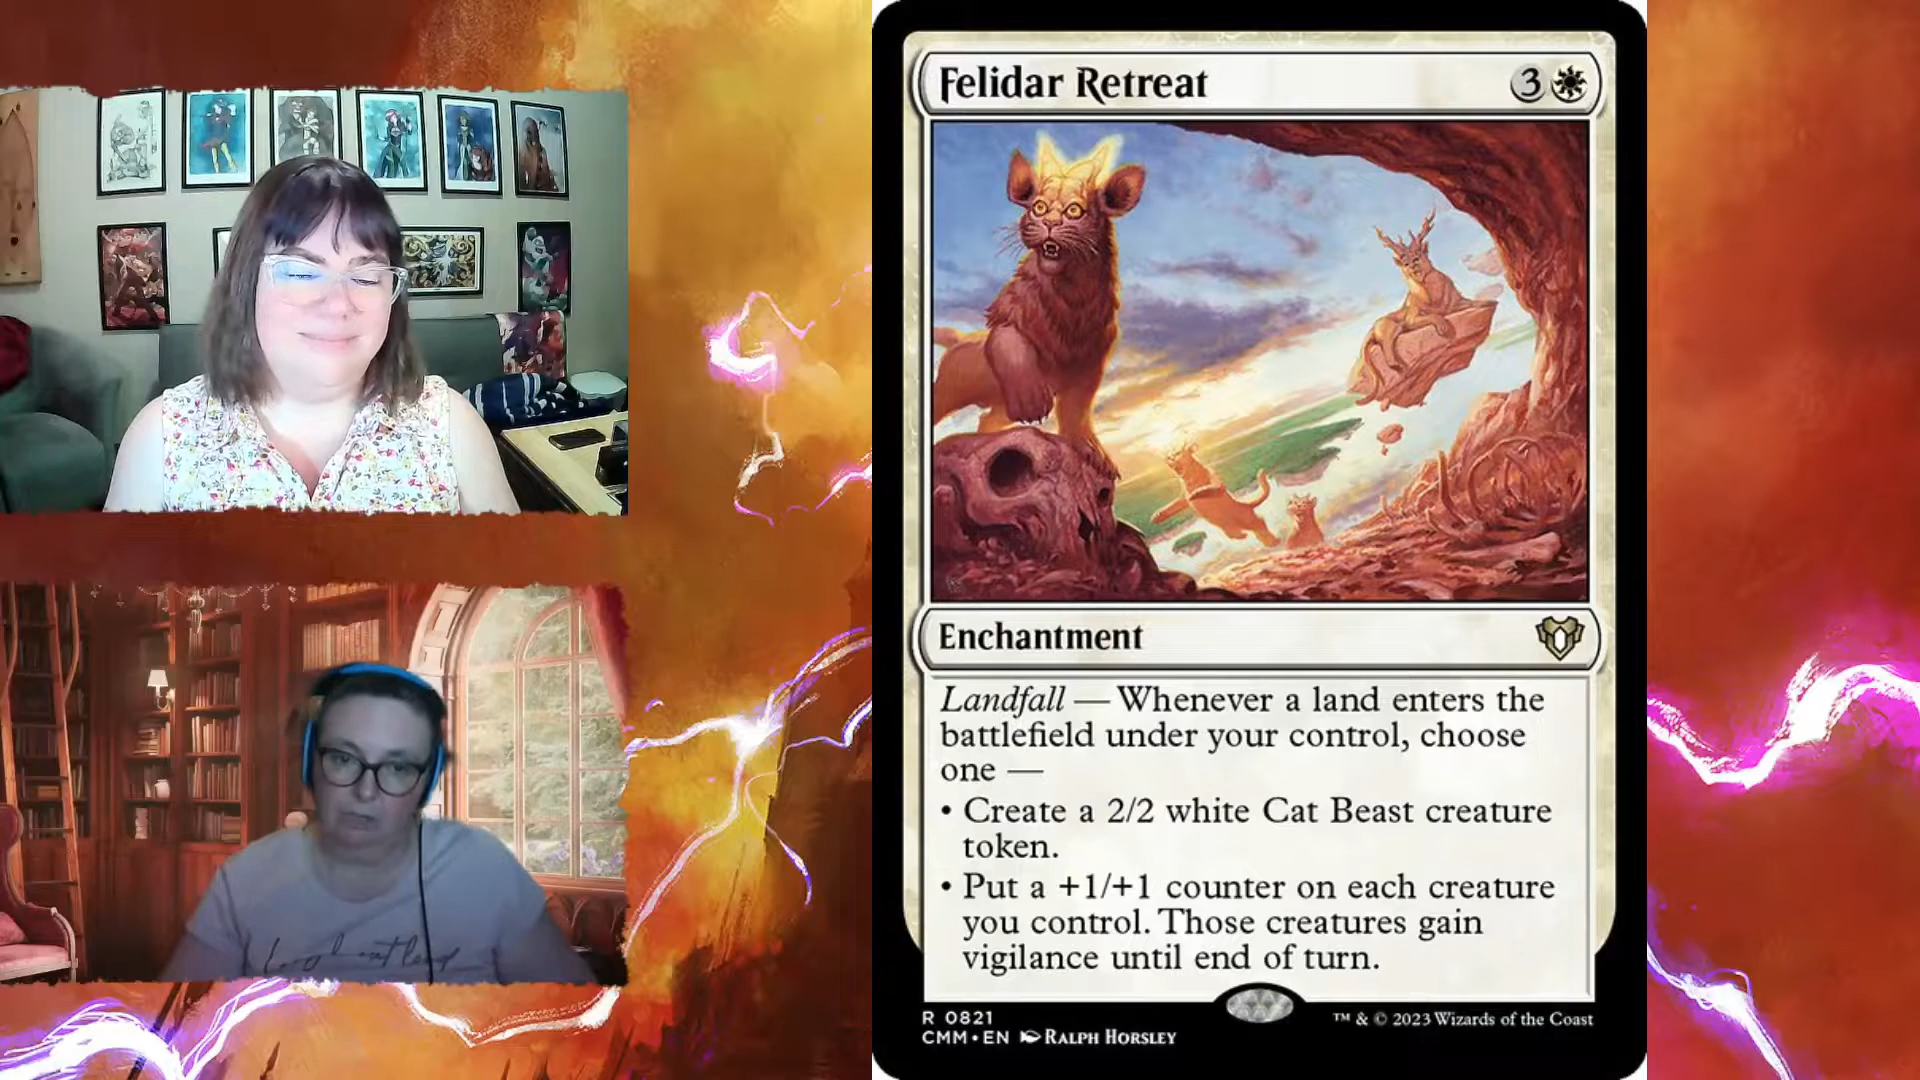 Felidar Retreat 3
Enchantment
Landfall — Whenever a land enters the
battlefield under your control, choose
one —
• Create a 2/2 white Cat Beast creature
token.
• Put a +1/+1 counter on each creature
you control. Those creatures gain
vigilance until end of turn.
R 0821
CMM • EN RALPH HORSLEY
™ & © 2023 Wizards of the Coast